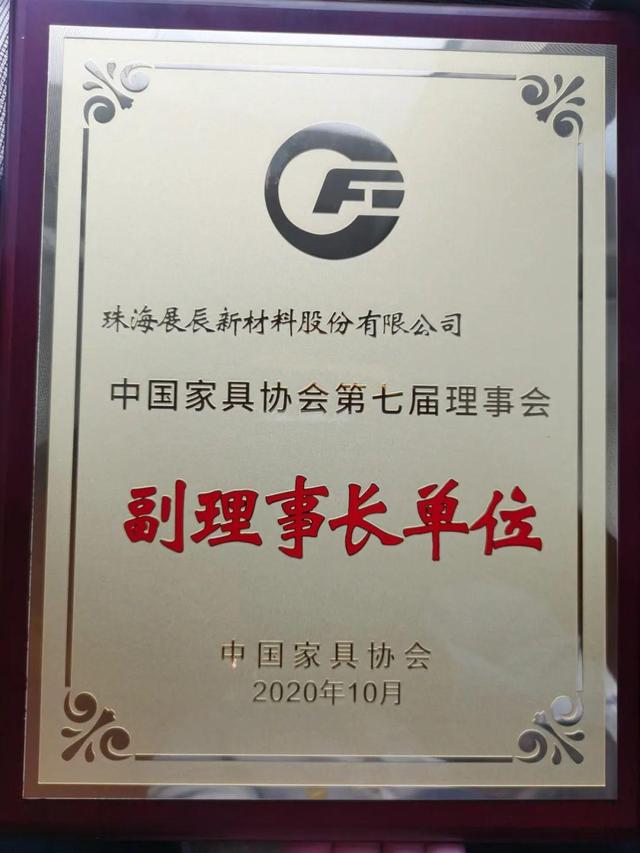 珠海展辰新材料股份有限公司
中国家具协会第七届理事会
副理事长单位
中国家具协会
2020年10月